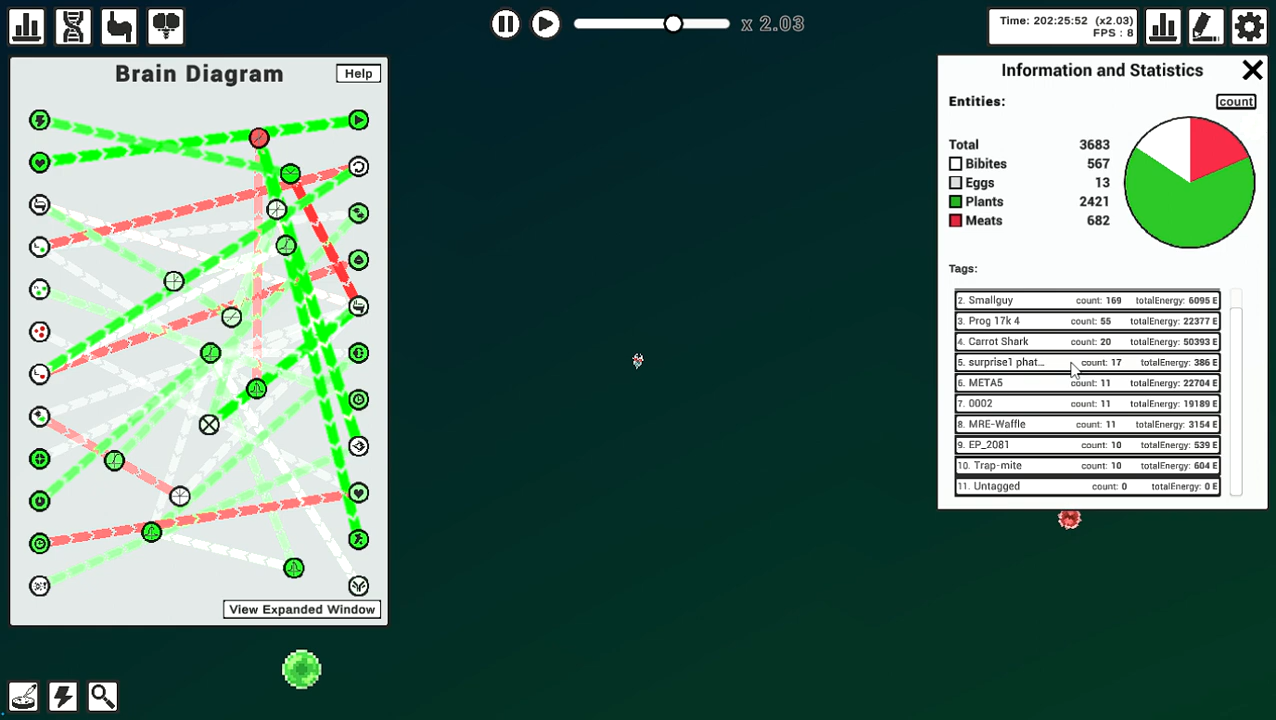 x 2.03
Time: 202:25:52 (x2.03)
FPS : 8
Brain Diagram
Help
View Expanded Window
Information and Statistics
Entities:
count
Total 3683
Bibites 567
Eggs 13
Plants 2421
Meats 682
Tags:
2. Smallguy count: 169 totalEnergy: 6095 E
3. Prog 17k 4 count: 55 totalEnergy: 22377 E
4. Carrot Shark count: 20 totalEnergy: 50393 E
5. surprise1 phat... count: 17 totalEnergy: 386 E
6. META5 count: 11 totalEnergy: 22704 E
7. 0002 count: 11 totalEnergy: 19189 E
8. MRE-Waffle count: 11 totalEnergy: 3154 E
9. EP_2081 count: 10 totalEnergy: 539 E
10. Trap-mite count: 10 totalEnergy: 604 E
11. Untagged count: 0 totalEnergy: 0 E